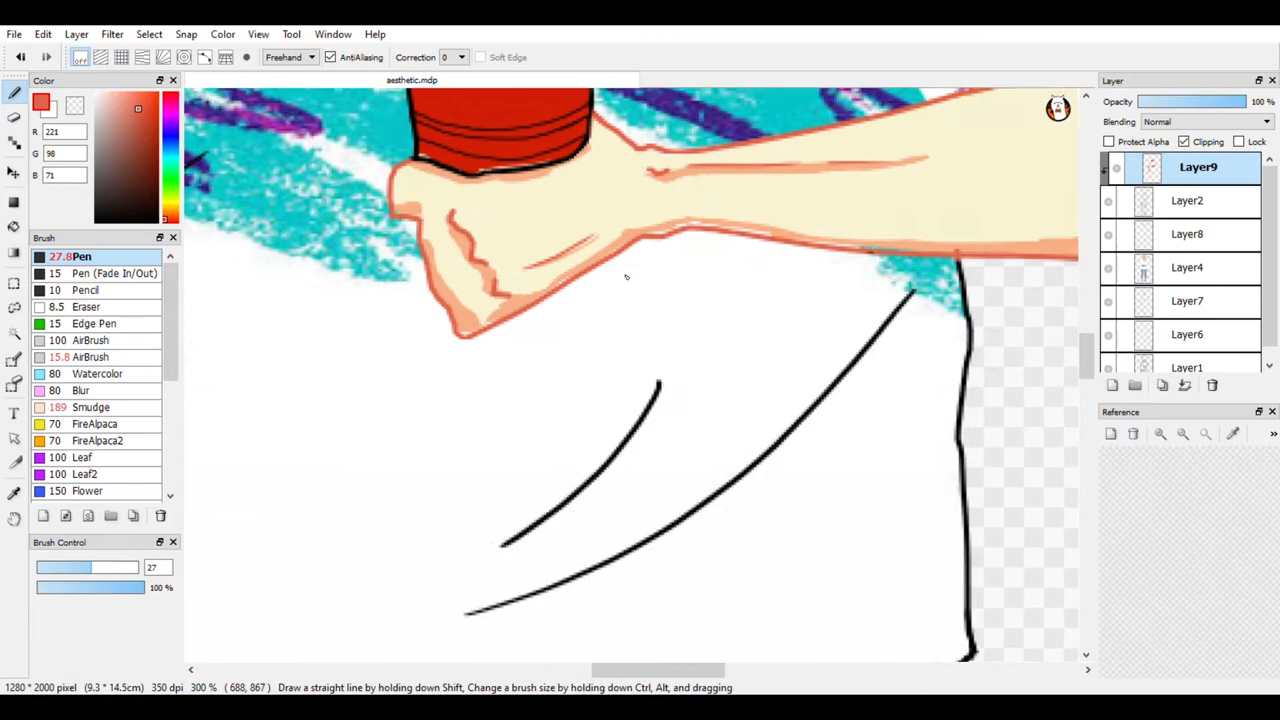 File Edit Layer Filter Select Snap Color View Tool Window Help
off Freehand AntiAliasing Correction 0 Soft Edge
Color
aesthetic.mdp
Layer
R 221
G 98
B 71
Opacity 100 %
Blending Normal
Protect Alpha Clipping Lock
Layer9
Layer2
Layer8
Layer4
Layer7
Layer6
Layer1
Brush
27.8 Pen
15 Pen (Fade In/Out)
10 Pencil
8.5 Eraser
15 Edge Pen
100 AirBrush
15.8 AirBrush
80 Watercolor
80 Blur
189 Smudge
70 FireAlpaca
70 FireAlpaca2
100 Leaf
100 Leaf2
150 Flower
Reference
Brush Control
27
100 %
1280 * 2000 pixel (9.3 * 14.5cm) 350 dpi 300 % ( 688, 867 ) Draw a straight line by holding down Shift, Change a brush size by holding down Ctrl, Alt, and dragging